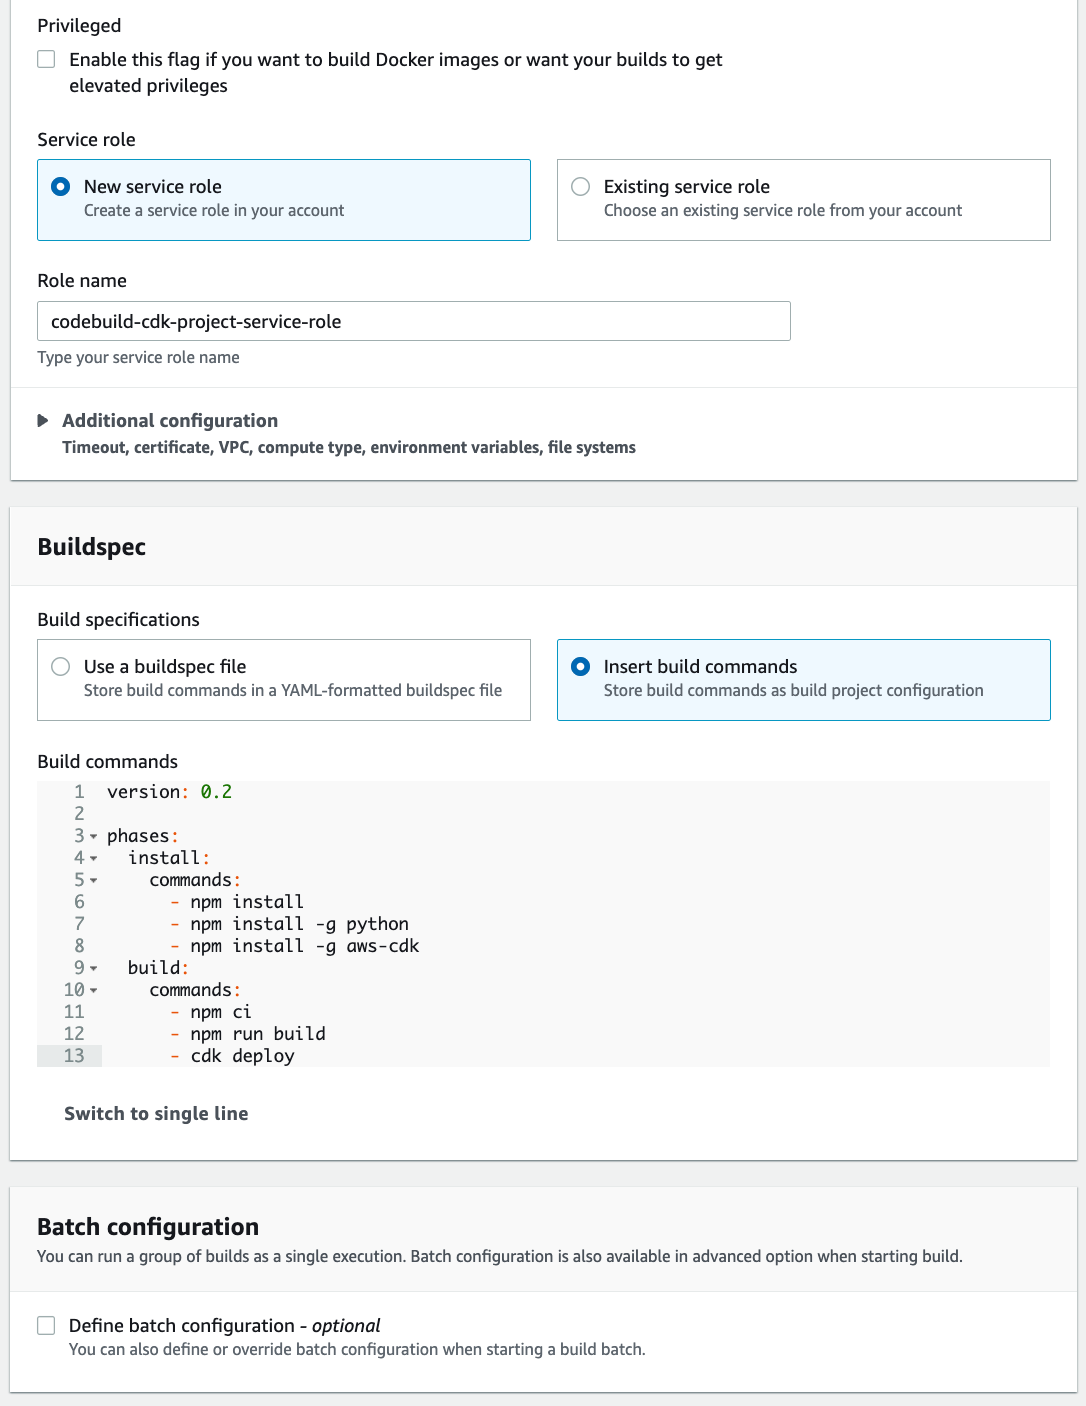 Privileged
Enable this flag if you want to build Docker images or want your builds to get
elevated privileges
Service role
New service role
Create a service role in your account
Existing service role
Choose an existing service role from your account
Role name
codebuild-cdk-project-service-role
Type your service role name
Additional configuration
Timeout, certificate, VPC, compute type, environment variables, file systems
Buildspec
Build specifications
Use a buildspec file
Store build commands in a YAML-formatted buildspec file
Insert build commands
Store build commands as build project configuration
Build commands
1 version: 0.2
2
3 phases:
4   install:
5     commands:
6       - npm install
7       - npm install -g python
8       - npm install -g aws-cdk
9   build:
10     commands:
11       - npm ci
12       - npm run build
13       - cdk deploy
Switch to single line
Batch configuration
You can run a group of builds as a single execution. Batch configuration is also available in advanced option when starting build.
Define batch configuration - optional
You can also define or override batch configuration when starting a build batch.